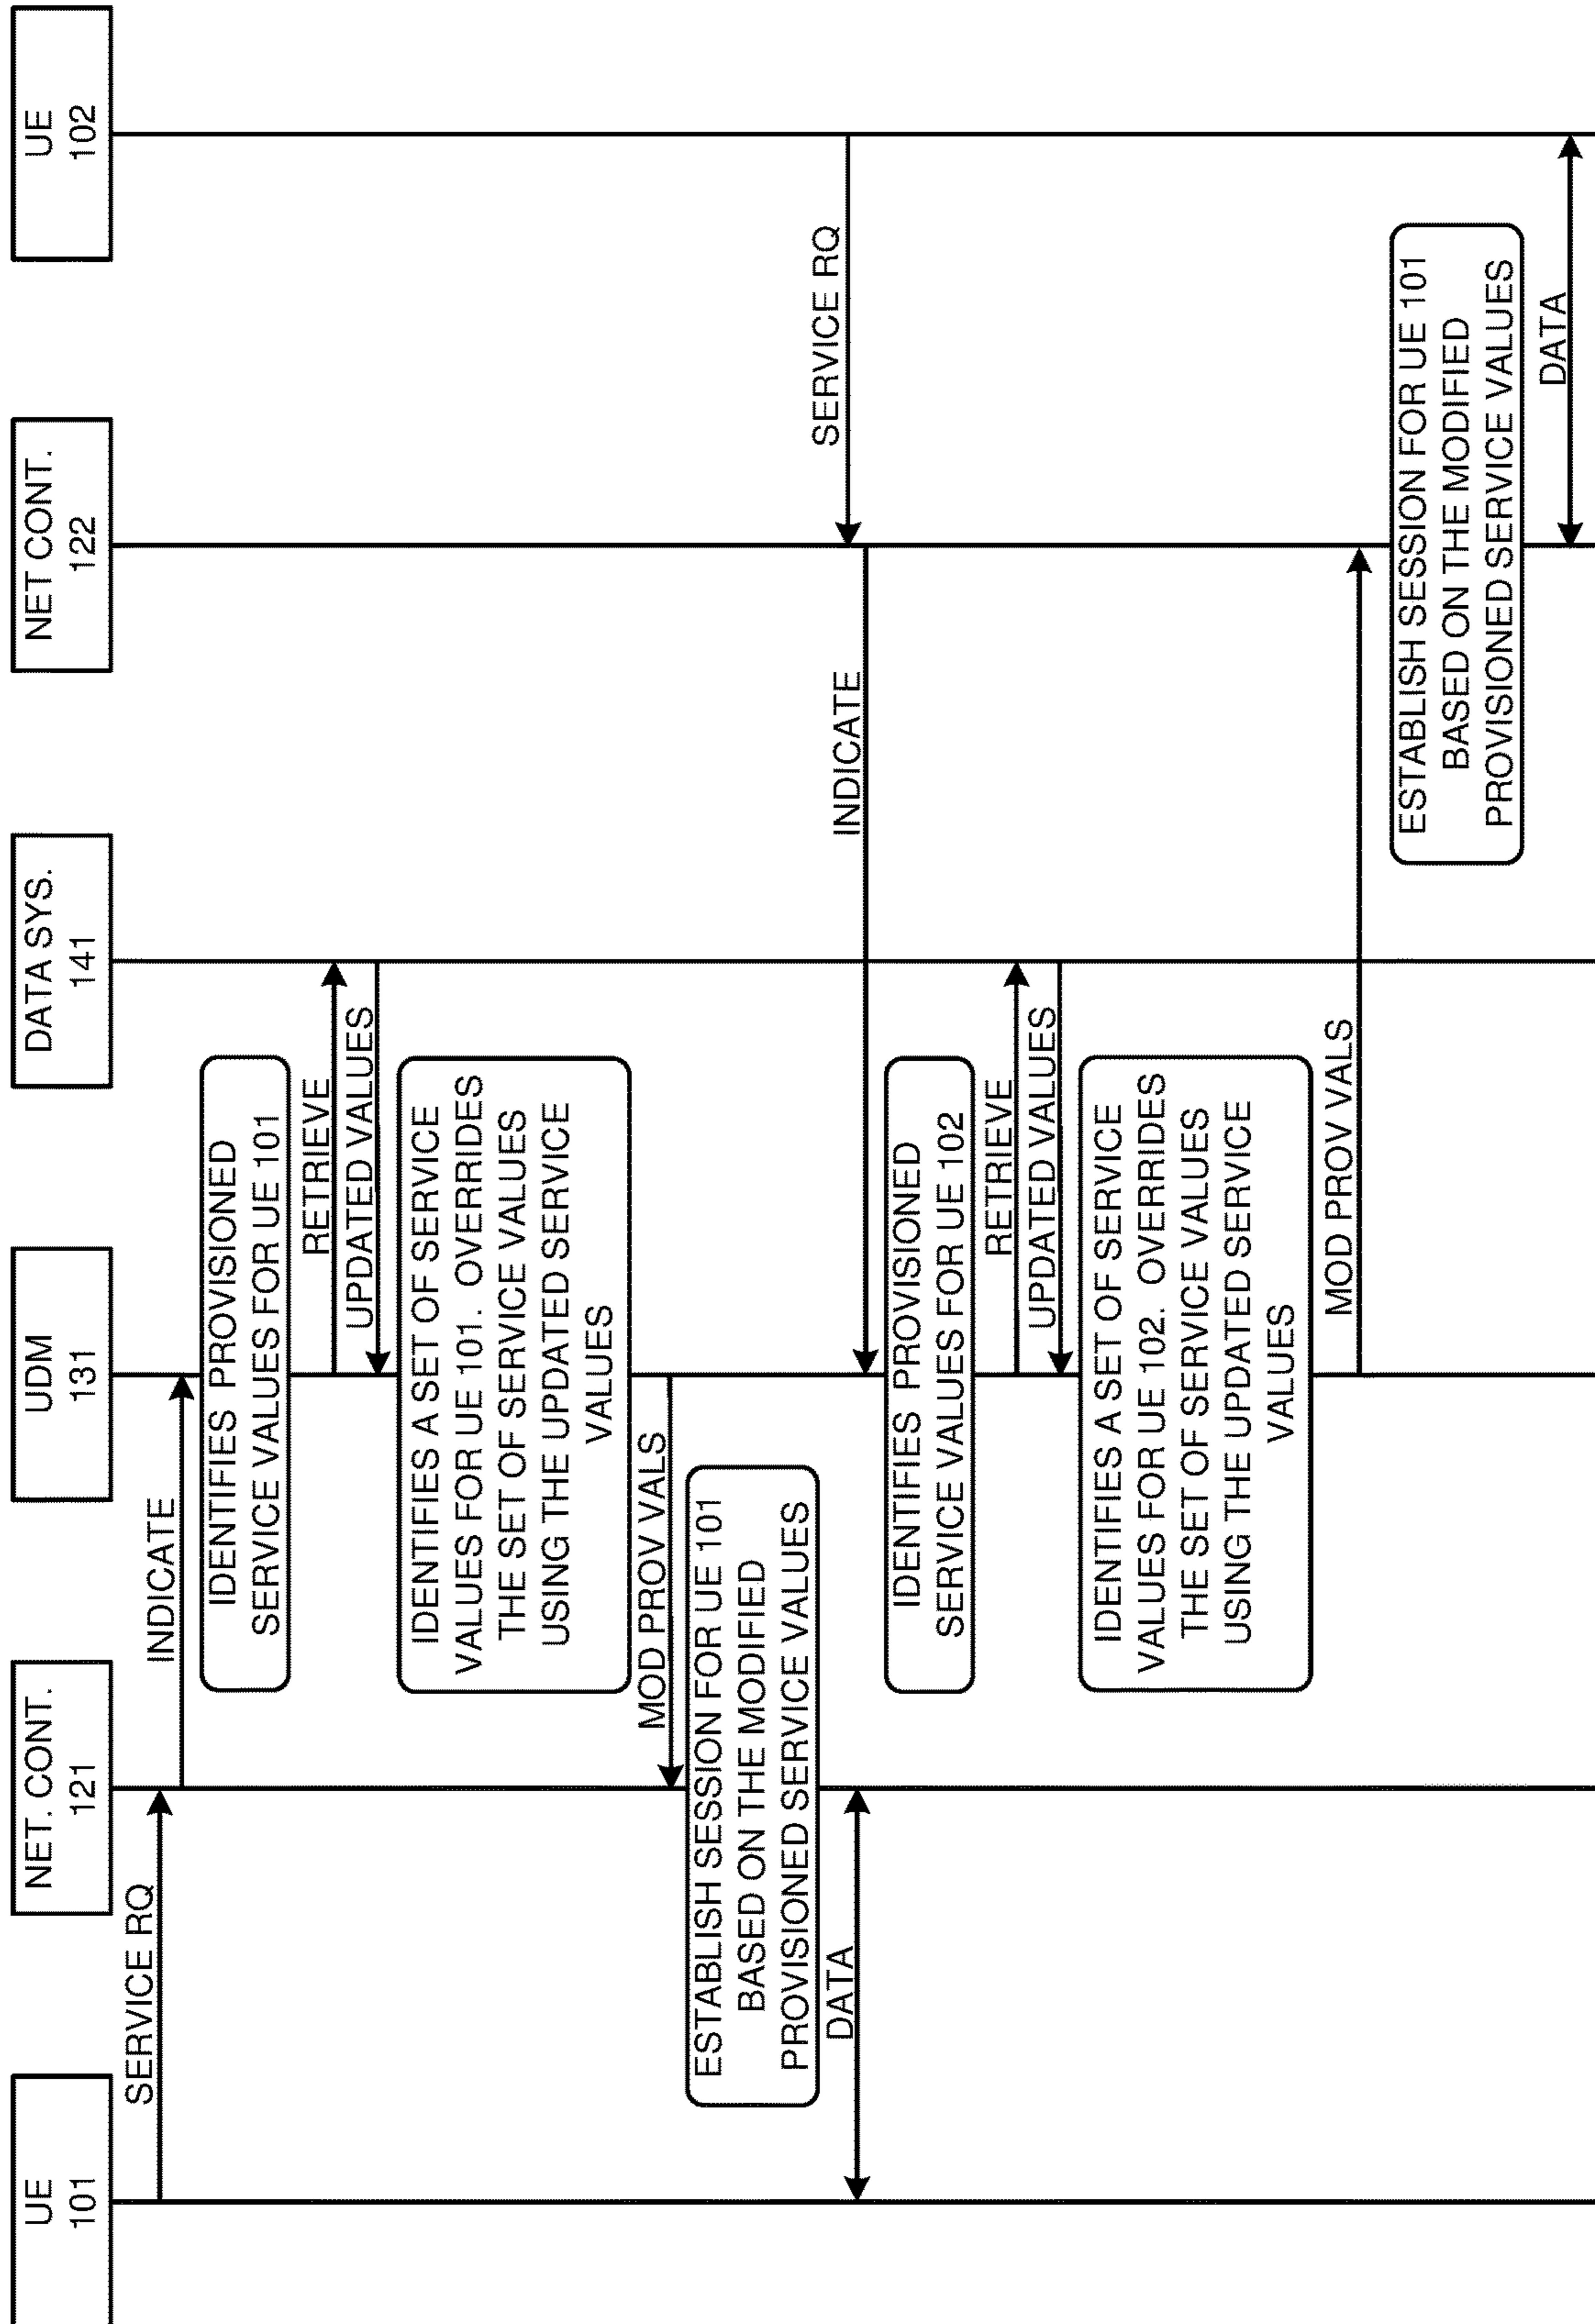 UE
101
NET. CONT.
121
UDM
131
DATA SYS.
141
NET CONT.
122
UE
102
SERVICE RQ
INDICATE
IDENTIFIES PROVISIONED
SERVICE VALUES FOR UE 101
RETRIEVE
UPDATED VALUES
IDENTIFIES A SET OF SERVICE
VALUES FOR UE 101. OVERRIDES
THE SET OF SERVICE VALUES
USING THE UPDATED SERVICE
VALUES
MOD PROV VALS
ESTABLISH SESSION FOR UE 101
BASED ON THE MODIFIED
PROVISIONED SERVICE VALUES
DATA
SERVICE RQ
INDICATE
IDENTIFIES PROVISIONED
SERVICE VALUES FOR UE 102
RETRIEVE
UPDATED VALUES
IDENTIFIES A SET OF SERVICE
VALUES FOR UE 102. OVERRIDES
THE SET OF SERVICE VALUES
USING THE UPDATED SERVICE
VALUES
MOD PROV VALS
ESTABLISH SESSION FOR UE 101
BASED ON THE MODIFIED
PROVISIONED SERVICE VALUES
DATA